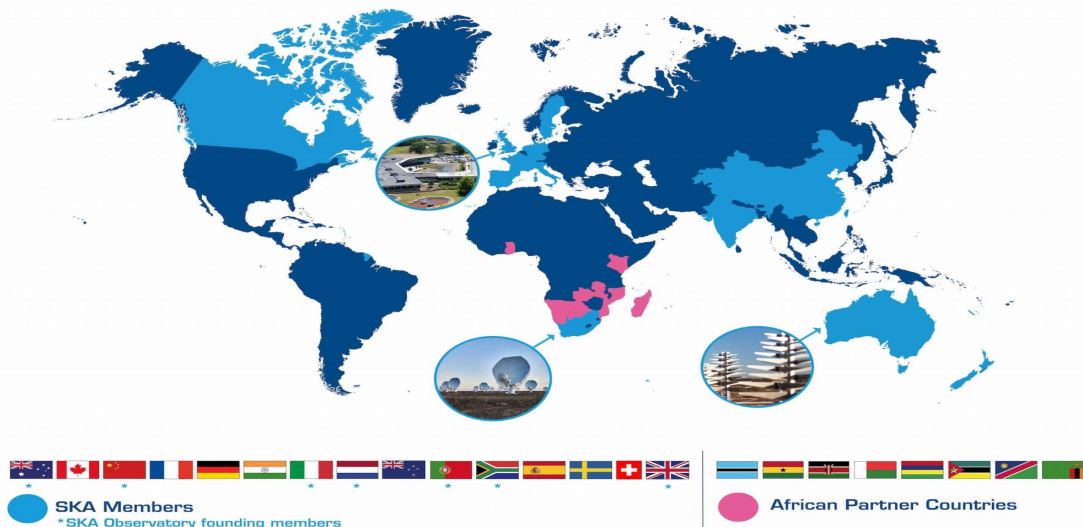 SKA Members
*SKA Observatory founding members
African Partner Countries